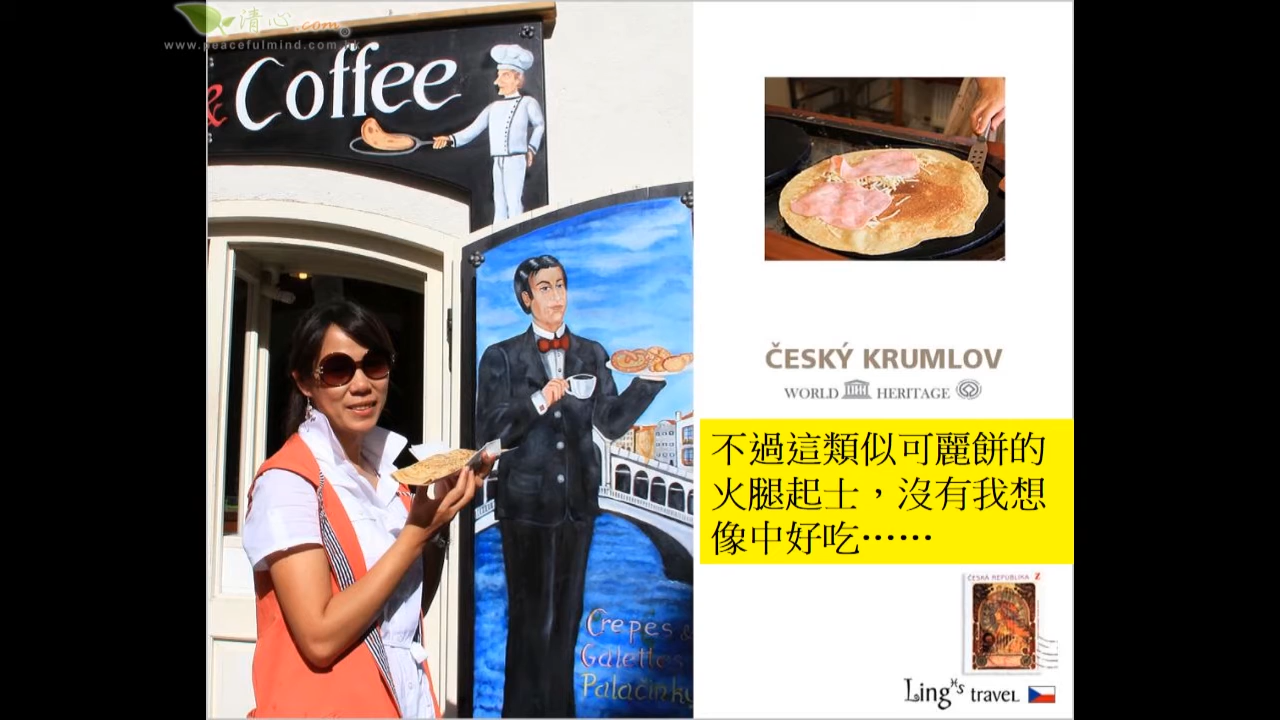 清心.com
www.peacefulmind.com.
& Coffee
ČESKÝ KRUMLOV
WORLD HERITAGE
不過這類似可麗餅的
火腿起士，沒有我想
像中好吃……
Crepes &
Galettes
Palačinky
ČESKÁ REPUBLIKA Z
Ling's travel